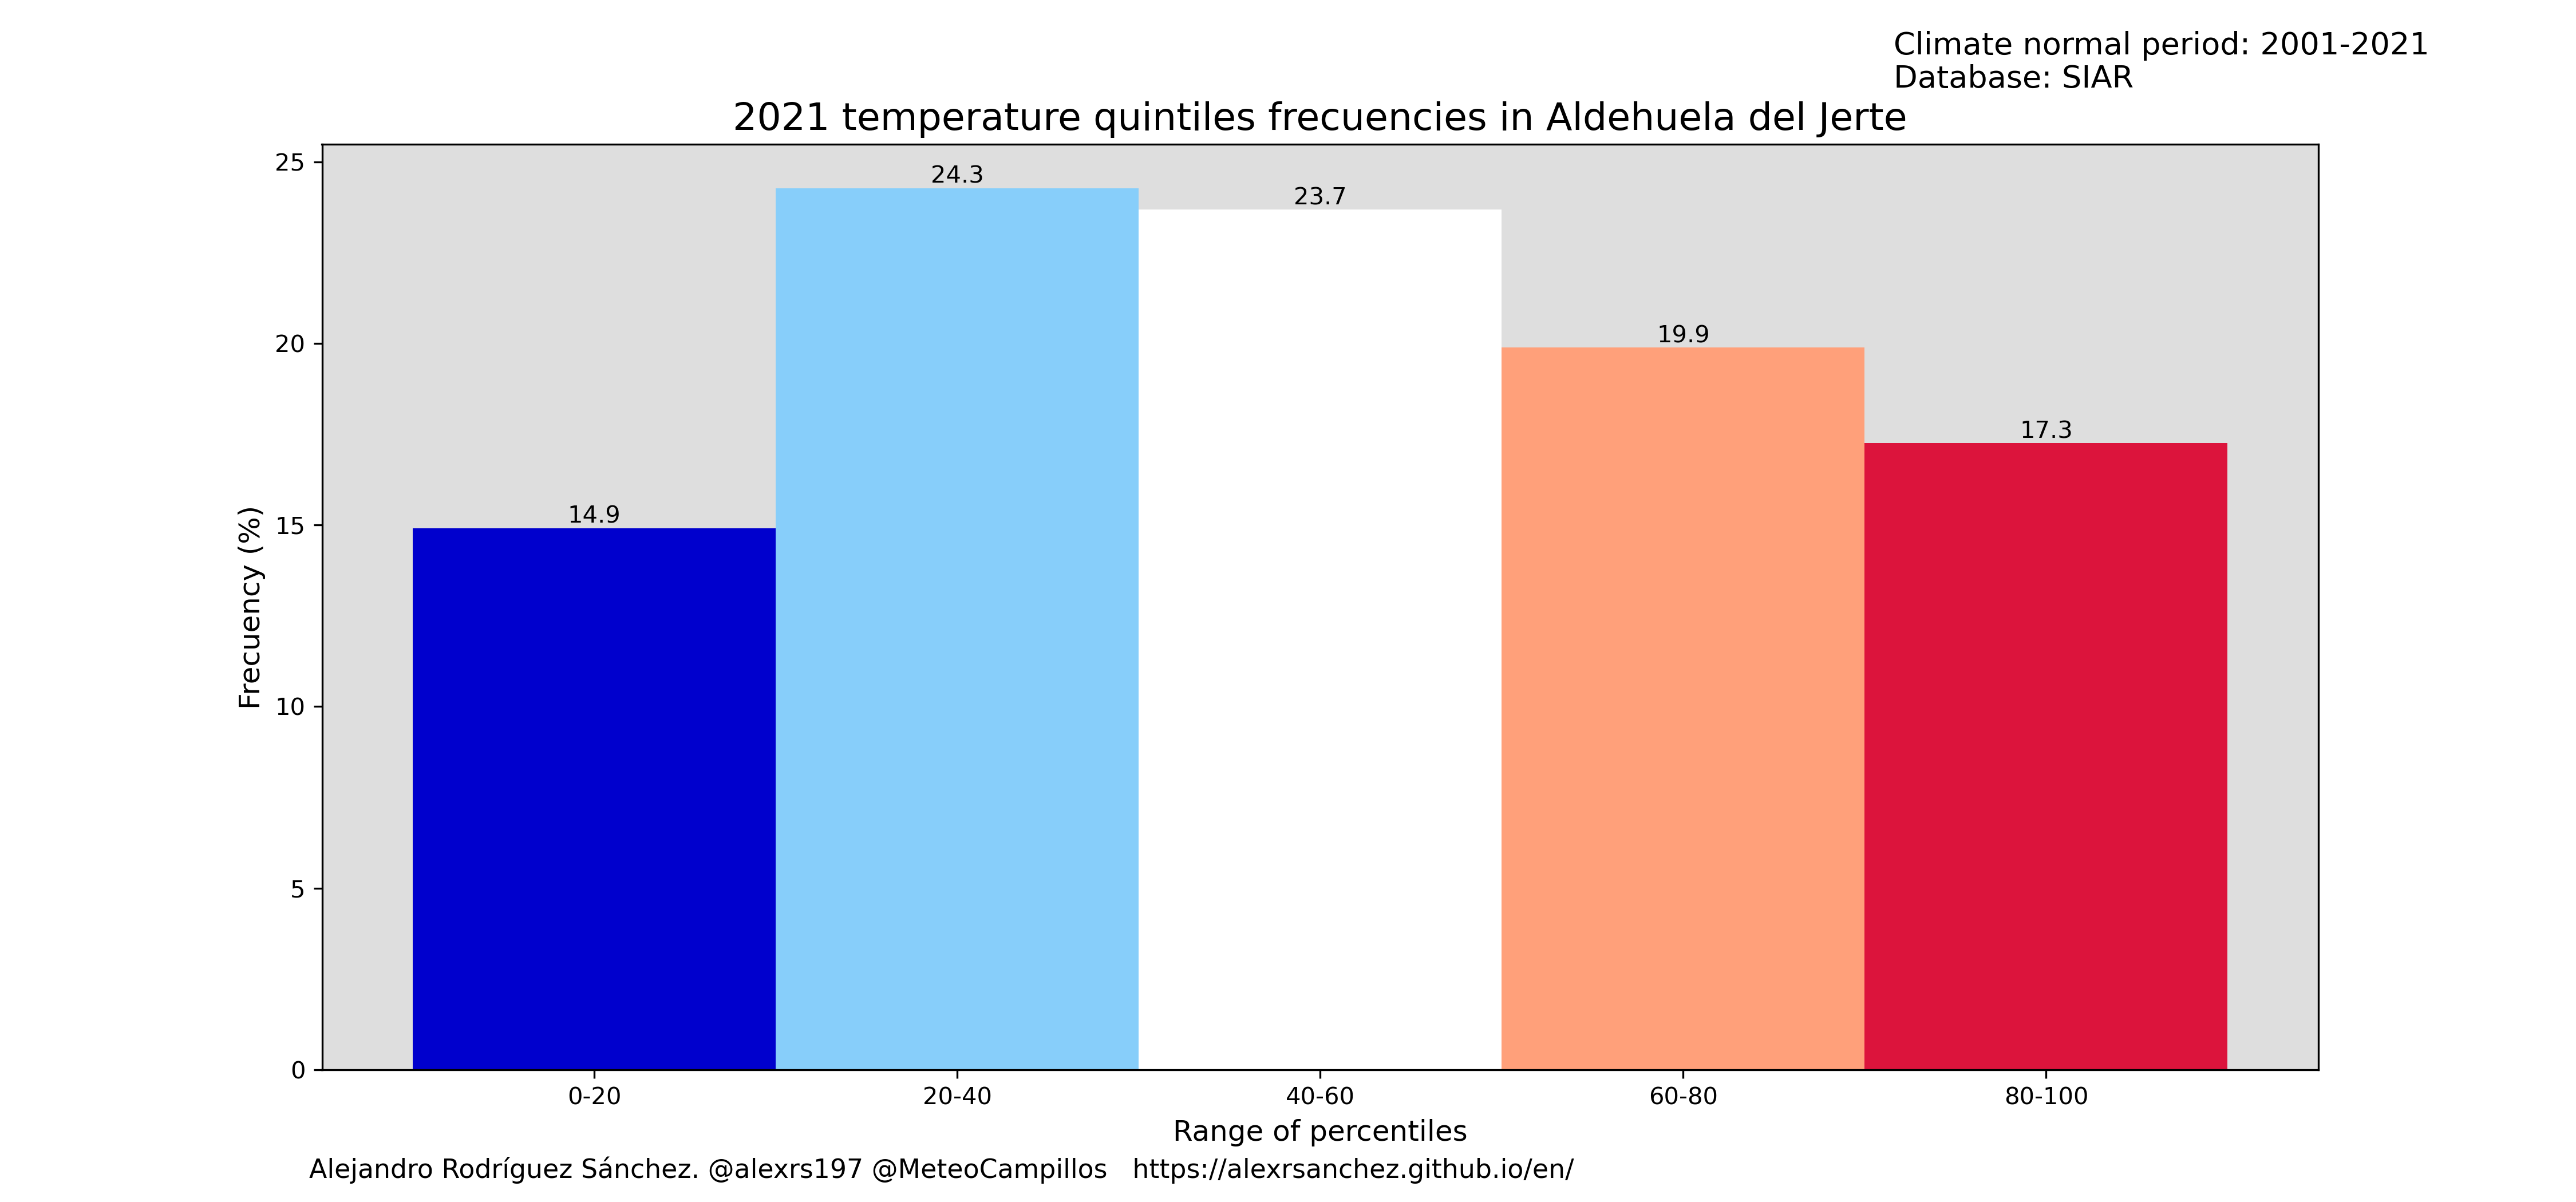 Climate normal period: 2001-2021
Database: SIAR
2021 temperature quintiles frecuencies in Aldehuela del Jerte
25
20
15
10
5
0
Frecuency (%)
14.9
24.3
23.7
19.9
17.3
0-20 20-40 40-60 60-80 80-100
Range of percentiles
Alejandro Rodríguez Sánchez. @alexrs197 @MeteoCampillos https://alexrsanchez.github.io/en/